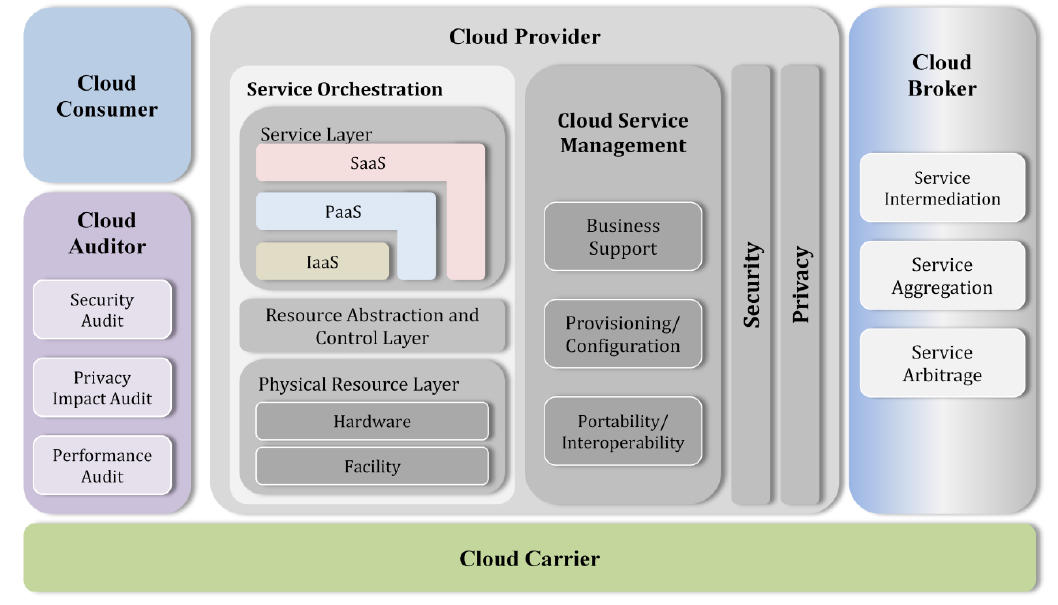 Cloud
Consumer
Cloud
Auditor
Security
Audit
Privacy
Impact Audit
Performance
Audit
Cloud Provider
Service Orchestration
Service Layer
SaaS
PaaS
IaaS
Resource Abstraction and
Control Layer
Physical Resource Layer
Hardware
Facility
Cloud Service
Management
Business
Support
Provisioning/
Configuration
Portability/
Interoperability
Security
Privacy
Cloud
Broker
Service
Intermediation
Service
Aggregation
Service
Arbitrage
Cloud Carrier